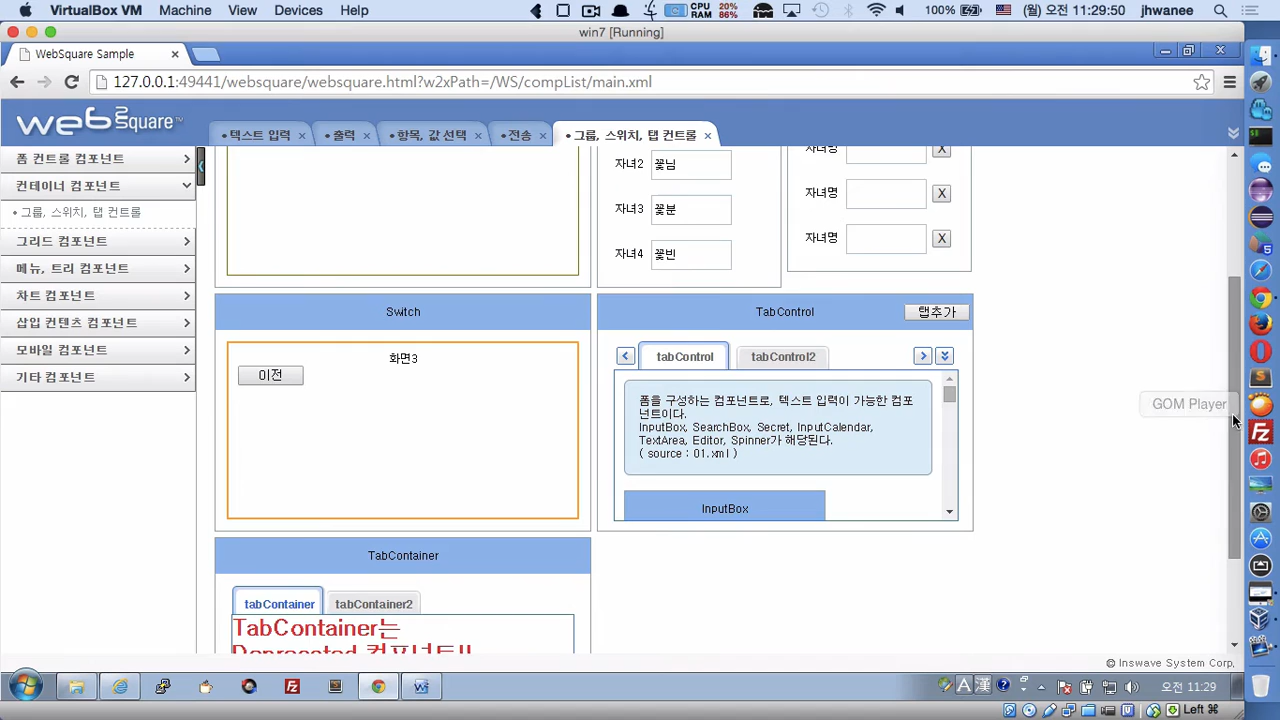 VirtualBox VM Machine View Devices Help CPU RAM 20% 86% 100% (월) 오전 11:29:50 jhwanee
win7 [Running]
WebSquare Sample
127.0.0.1:49441/websquare/websquare.html?w2xPath=/WS/cmpList/main.xml
web Square
텍스트 입력 출력 항목, 값 선택 전송 그룹, 스위치, 탭 컨트롤
폼 컨트롤 컴포넌트
컨테이너 컴포넌트
그룹, 스위치, 탭 컨트롤
그리드 컴포넌트
메뉴, 트리 컴포넌트
차트 컴포넌트
삽입 컨텐츠 컴포넌트
모바일 컴포넌트
기타 컴포넌트
자녀2 꽃님
자녀3 꽃분
자녀4 꽃빈
자녀명 X
자녀명 X
자녀명 X
Switch
화면3
이전
TabControl 탭추가
tabControl tabControl2
폼을 구성하는 컴포넌트로, 텍스트 입력이 가능한 컴포
넌트이다.
InputBox, SearchBox, Secret, InputCalendar,
TextArea, Editor, Spinner가 해당된다.
( source : 01.xml )
InputBox
TabContainer
tabContainer tabContainer2
TabContainer는
Deprecated 컴포넌트!!
GOM Player
© Inswave System Corp,
A 漢 오전 11:29
Left ⌘